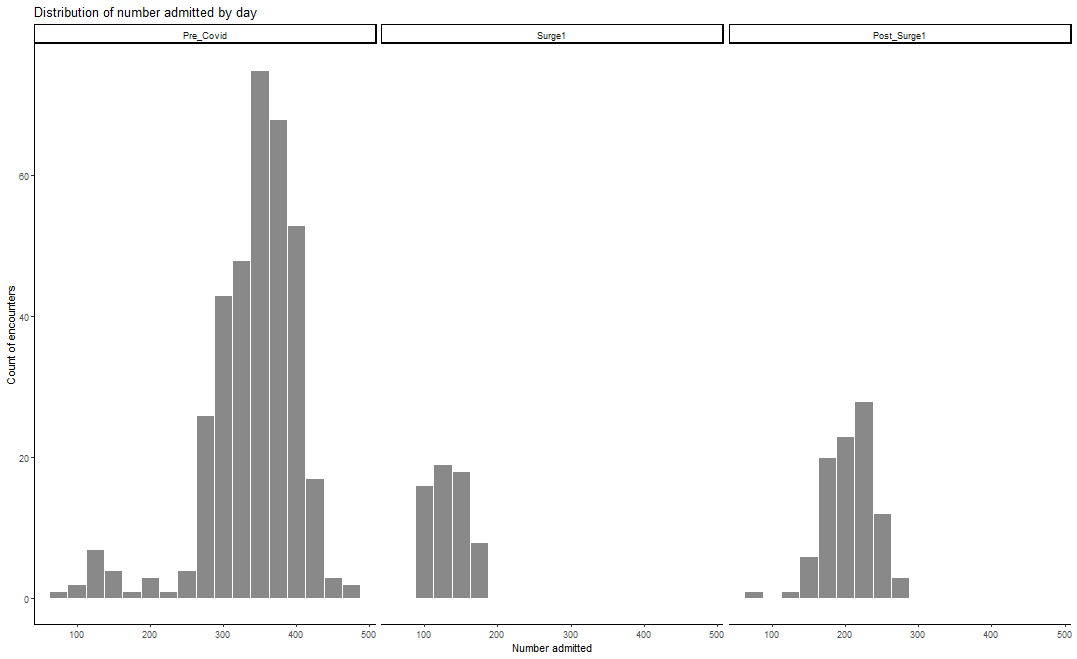 Distribution of number admitted by day
Pre_Covid
Surge1
Post_Surge1
Count of encounters
60
40
20
0
100 200 300 400 500
100 200 300 400 500
100 200 300 400 500
Number admitted